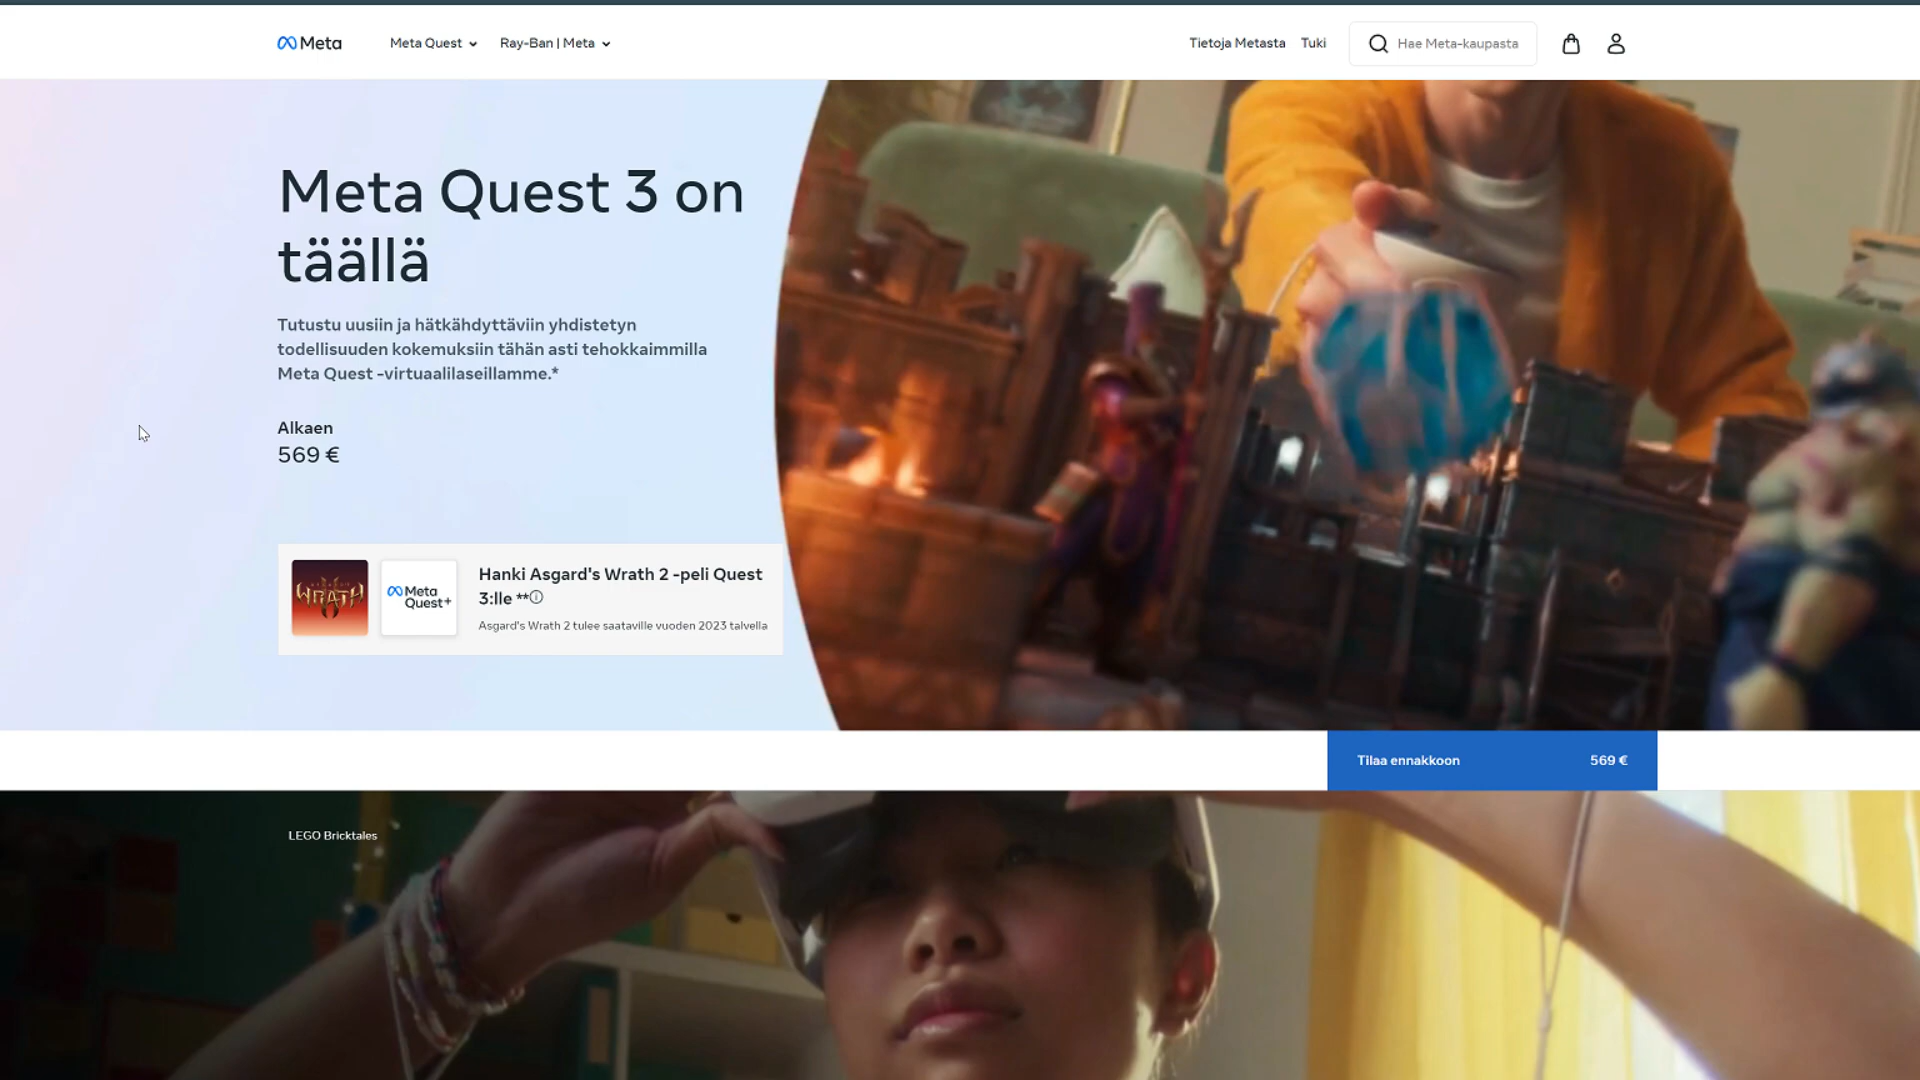 Meta
Meta Quest
Ray-Ban | Meta
Tietoja Metasta
Tuki
Hae Meta-kaupasta
Meta Quest 3 on
täällä
Tutustu uusiin ja hätkähdyttäviin yhdistetyn
todellisuuden kokemuksiin tähän asti tehokkaimmilla
Meta Quest -virtuaalilaseillamme.*
Alkaen
569 €
WRATH
Meta
Quest+
Hanki Asgard's Wrath 2 -peli Quest
3:lle **
Asgard's Wrath 2 tulee saataville vuoden 2023 talvella
Tilaa ennakkoon
569 €
LEGO Bricktales